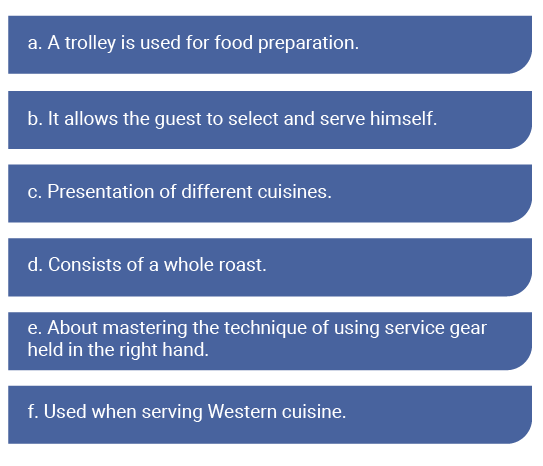 a. A trolley is used for food preparation.
b. It allows the guest to select and serve himself.
c. Presentation of different cuisines.
d. Consists of a whole roast.
e. About mastering the technique of using service gear
held in the right hand.
f. Used when serving Western cuisine.